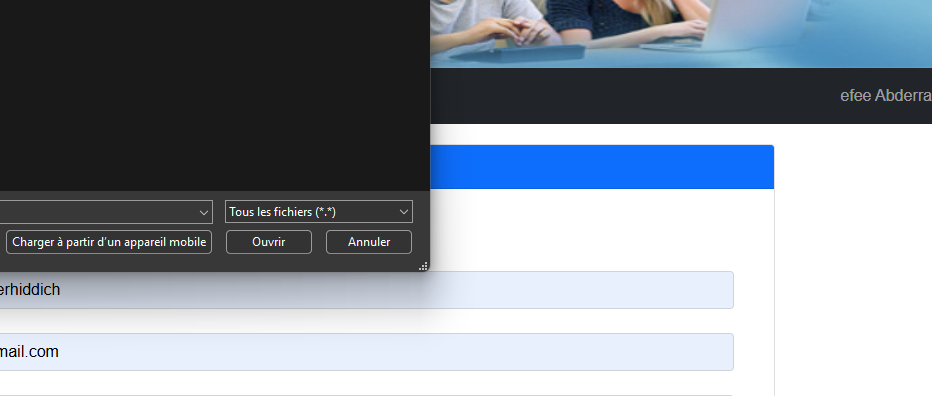 efee Abderra
Tous les fichiers (*.*)
Charger à partir d’un appareil mobile
Ouvrir
Annuler
erhiddich
mail.com